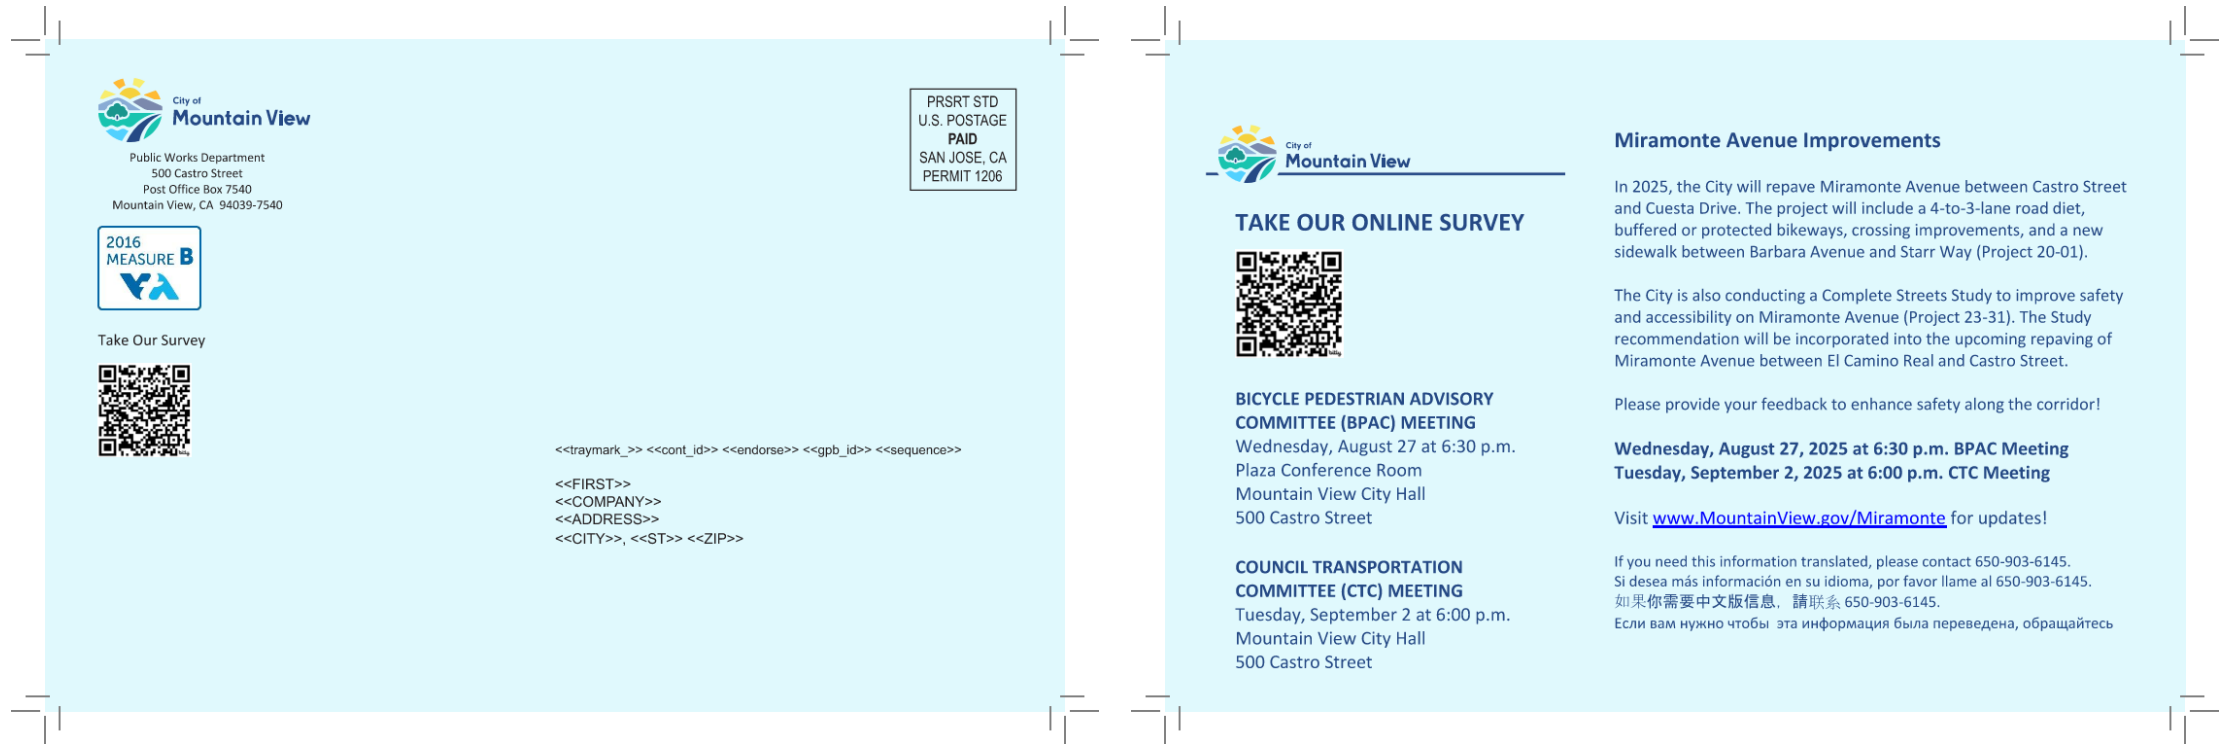 City of
Mountain View
Public Works Department
500 Castro Street
Post Office Box 7540
Mountain View, CA  94039-7540
2016
MEASURE B
VTA
Take Our Survey
bitly
PRSRT STD
U.S. POSTAGE
PAID
SAN JOSE, CA
PERMIT 1206
<<traymark_>> <<cont_id>> <<endorse>> <<gpb_id>> <<sequence>>
<<FIRST>>
<<COMPANY>>
<<ADDRESS>>
<<CITY>>, <<ST>> <<ZIP>>
City of
Mountain View
TAKE OUR ONLINE SURVEY
bitly
BICYCLE PEDESTRIAN ADVISORY
COMMITTEE (BPAC) MEETING
Wednesday, August 27 at 6:30 p.m.
Plaza Conference Room
Mountain View City Hall
500 Castro Street
COUNCIL TRANSPORTATION
COMMITTEE (CTC) MEETING
Tuesday, September 2 at 6:00 p.m.
Mountain View City Hall
500 Castro Street
Miramonte Avenue Improvements
In 2025, the City will repave Miramonte Avenue between Castro Street
and Cuesta Drive. The project will include a 4-to-3-lane road diet,
buffered or protected bikeways, crossing improvements, and a new
sidewalk between Barbara Avenue and Starr Way (Project 20-01).
The City is also conducting a Complete Streets Study to improve safety
and accessibility on Miramonte Avenue (Project 23-31). The Study
recommendation will be incorporated into the upcoming repaving of
Miramonte Avenue between El Camino Real and Castro Street.
Please provide your feedback to enhance safety along the corridor!
Wednesday, August 27, 2025 at 6:30 p.m. BPAC Meeting
Tuesday, September 2, 2025 at 6:00 p.m. CTC Meeting
Visit www.MountainView.gov/Miramonte for updates!
If you need this information translated, please contact 650-903-6145.
Si desea más información en su idioma, por favor llame al 650-903-6145.
如果你需要中文版信息，請联系 650-903-6145.
Если вам нужно чтобы  эта информация была переведена, обращайтесь